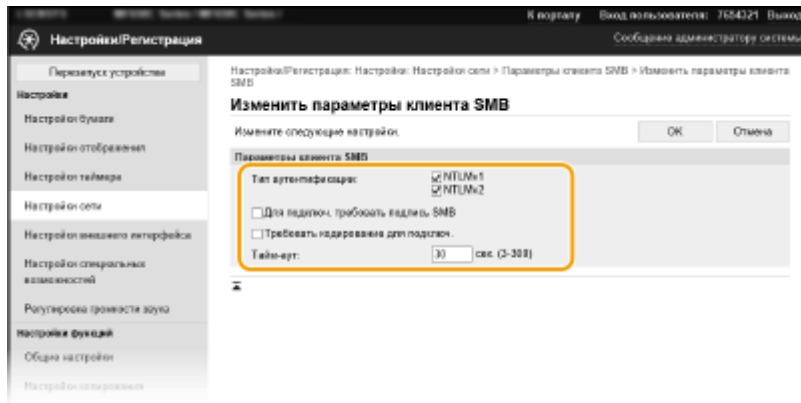 К порталу Вход пользователя: 7654321 Выход
Настройки/Регистрация
Сообщение администратору системы
Перезапуск устройства
Настройки
Настройки бумаги
Настройки отображения
Настройки таймера
Настройки сети
Настройки внешнего интерфейса
Настройки специальных
возможностей
Регулировка громкости звука
Настройки функций
Общие настройки
Настройки копирования
Настройки/Регистрация: Настройки: Настройки сети > Параметры клиента SMB > Изменить параметры клиента
SMB
Изменить параметры клиента SMB
Измените следующие настройки.
OK Отмена
Параметры клиента SMB
Тип аутентификации: NTLMv1
NTLMv2
Для подключ. требовать подпись SMB
Требовать кодирование для подключ.
Тайм-аут: 30 сек. (3-300)